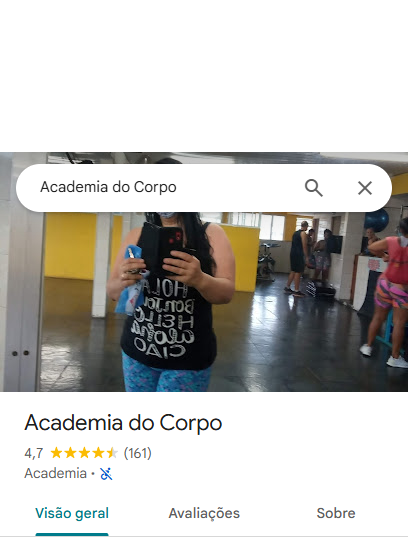 Academia do Corpo
HOLA
BONJOUR
HELLO
CIAO
Academia do Corpo
4,7 (161)
Academia ·
Visão geral
Avaliações
Sobre